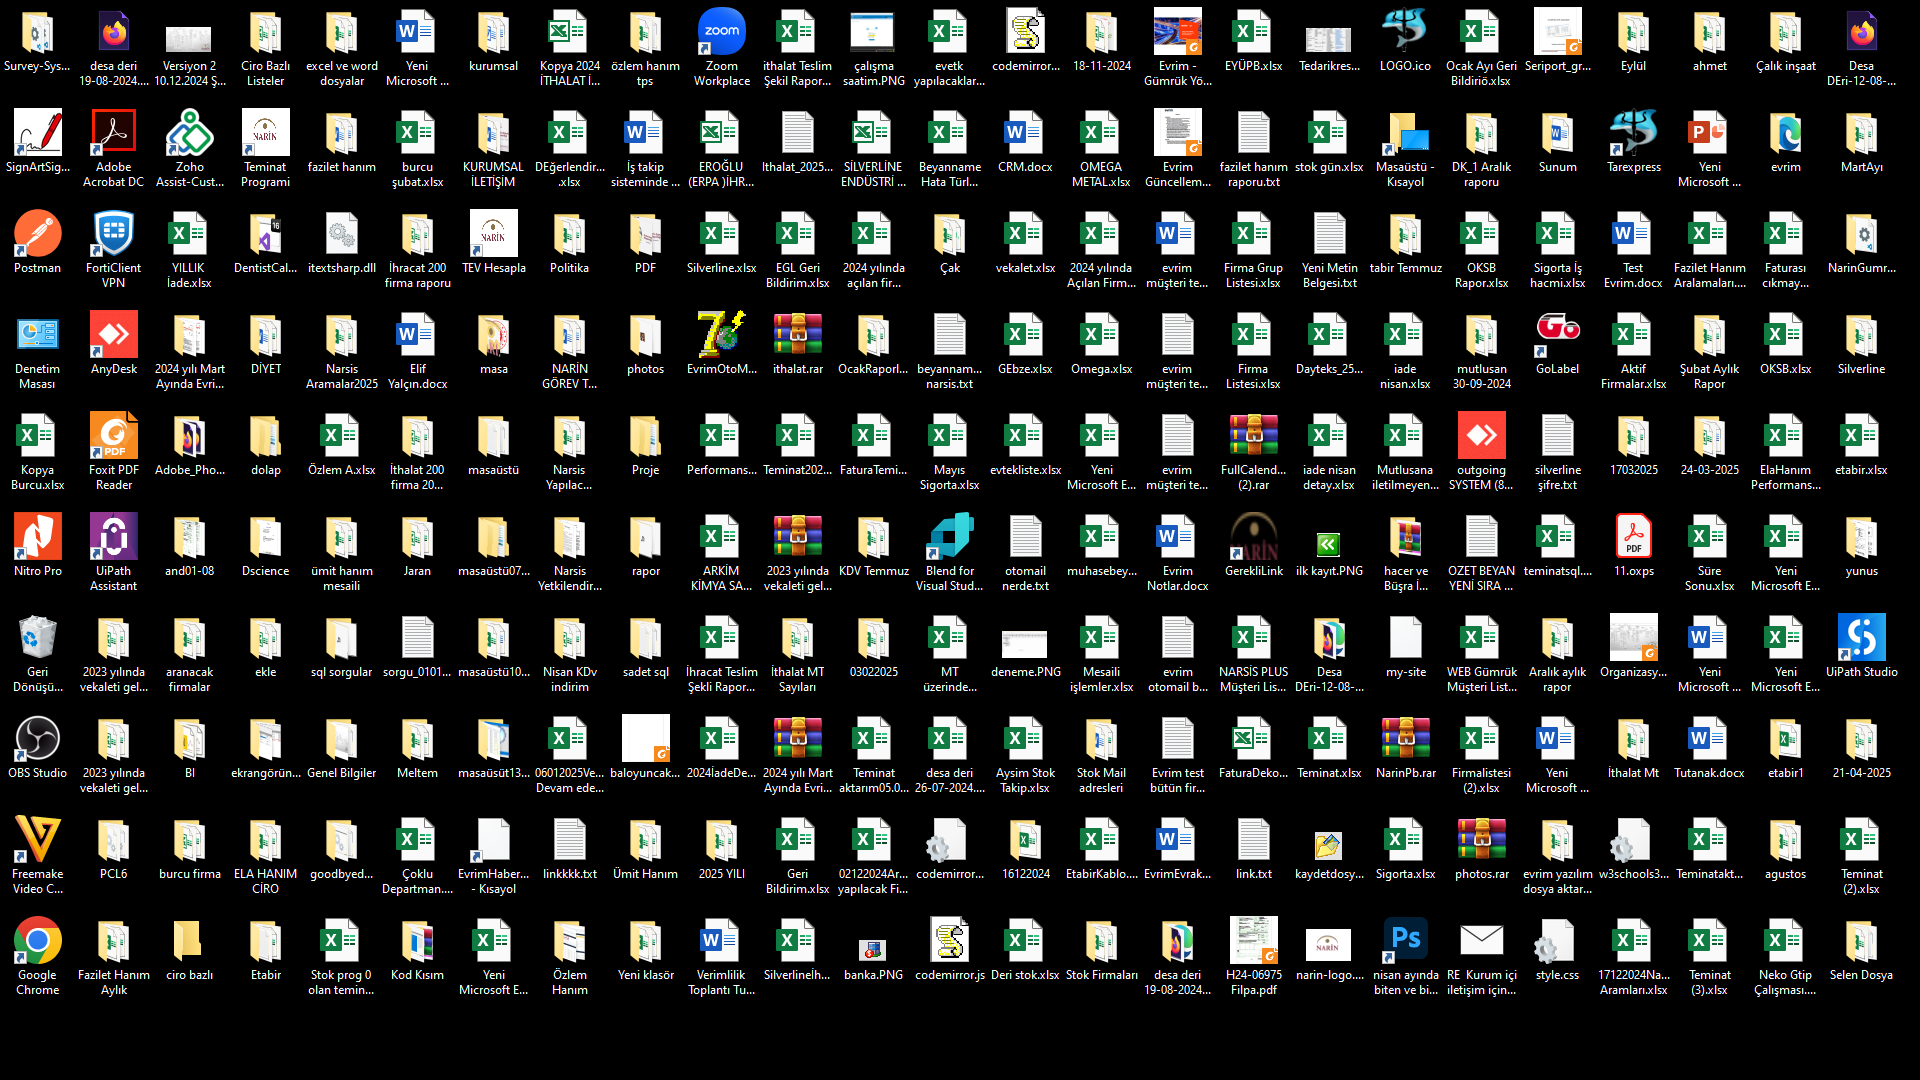 Survey-Sys...
desa deri
19-08-2024....
Versiyon 2
10.12.2024 Ş...
Ciro Bazlı
Listeler
excel ve word
dosyalar
Yeni
Microsoft ...
kurumsal
Kopya 2024
İTHALAT İ...
özlem hanım
tps
zoom
Zoom
Workplace
ithalat Teslim
Şekil Rapor...
çalışma
saatim.PNG
evetk
yapılacaklar...
codemirror...
18-11-2024
Evrim -
Gümrük Yö...
EYÜPB.xlsx
Tedarikres...
LOGO.ico
Ocak Ayı Geri
Bildiriö.xlsx
Seriport_gr...
Eylül
ahmet
Çalık inşaat
Desa
DEri-12-08-...
SignArtSig...
Adobe
Acrobat DC
Zoho
Assist-Cust...
NARİN
Teminat
Programi
fazilet hanım
burcu
şubat.xlsx
KURUMSAL
İLETİŞİM
DEğerlendir...
.xlsx
İş takip
sisteminde ...
EROĞLU
(ERPA )İHR...
Ithalat_2025...
SİLVERLİNE
ENDÜSTRİ ...
Beyanname
Hata Türl...
CRM.docx
OMEGA
METAL.xlsx
Evrim
Güncellem...
fazilet hanım
raporu.txt
stok gün.xlsx
Masaüstü -
Kısayol
DK_1 Aralık
raporu
Sunum
Tarexpress
Yeni
Microsoft ...
evrim
MartAyı
Postman
FortiClient
VPN
YILLIK
İade.xlsx
DentistCal...
itextsharp.dll
İhracat 200
firma raporu
NARİN
TEV Hesapla
Politika
PDF
Silverline.xlsx
EGL Geri
Bildirim.xlsx
2024 yılında
açılan fir...
Çak
vekalet.xlsx
2024 yılında
Açılan Firm...
evrim
müşteri te...
Firma Grup
Listesi.xlsx
Yeni Metin
Belgesi.txt
tabir Temmuz
OKSB
Rapor.xlsx
Sigorta İş
hacmi.xlsx
Test
Evrim.docx
Fazilet Hanım
Aralamaları....
Faturası
cıkmay...
NarinGumr...
Denetim
Masası
AnyDesk
2024 yılı Mart
Ayında Evri...
DİYET
Narsis
Aramalar2025
Elif
Yalçın.docx
masa
NARİN
GÖREV T...
photos
EvrimOtoM...
ithalat.rar
OcakRaporl...
beyannam...
narsis.txt
GEbze.xlsx
Omega.xlsx
evrim
müşteri te...
Firma
Listesi.xlsx
Dayteks_25...
iade
nisan.xlsx
mutlusan
30-09-2024
Go
GoLabel
Aktif
Firmalar.xlsx
Şubat Aylık
Rapor
OKSB.xlsx
Silverline
Kopya
Burcu.xlsx
PDF
Foxit PDF
Reader
Adobe_Pho...
dolap
Özlem A.xlsx
İthalat 200
firma 20...
masaüstü
Narsis
Yapılac...
Proje
Performans...
Teminat202...
FaturaTemi...
Mayıs
Sigorta.xlsx
evtekliste.xlsx
Yeni
Microsoft E...
evrim
müşteri te...
FullCalend...
(2).rar
iade nisan
detay.xlsx
Mutlusana
iletilmeyen...
outgoing
SYSTEM (8...
silverline
şifre.txt
17032025
24-03-2025
ElaHanım
Performans...
etabir.xlsx
Nitro Pro
UiPath
Assistant
and01-08
Dscience
ümit hanım
mesaili
Jaran
masaüstü07...
Narsis
Yetkilendir...
rapor
ARKİM
KİMYA SA...
2023 yılında
vekaleti gel...
KDV Temmuz
Blend for
Visual Stud...
otomail
nerde.txt
muhasebey...
Evrim
Notlar.docx
NARİN
GerekliLink
ilk kayıt.PNG
hacer ve
Büşra İ...
OZET BEYAN
YENİ SIRA ...
teminatsql....
PDF
11.oxps
Süre
Sonu.xlsx
Yeni
Microsoft E...
yunus
Geri
Dönüşü...
2023 yılında
vekaleti gel...
aranacak
firmalar
ekle
sql sorgular
sorgu_0101...
masaüstü10...
Nisan KDv
indirim
sadet sql
İhracat Teslim
Şekli Rapor...
İthalat MT
Sayıları
03022025
MT
üzerinde...
deneme.PNG
Mesaili
işlemler.xlsx
evrim
otomail b...
NARSİS PLUS
Müşteri Lis...
Desa
DEri-12-08-...
my-site
WEB Gümrük
Müşteri List...
Aralık aylık
rapor
Organizasy...
Yeni
Microsoft ...
Yeni
Microsoft E...
UiPath Studio
OBS Studio
2023 yılında
vekaleti gel...
BI
ekrangörün...
Genel Bilgiler
Meltem
masaüsüt13...
06012025Ve...
Devam ede...
baloyuncak...
2024İadeDe...
2024 yılı Mart
Ayında Evri...
Teminat
aktarım05.0...
desa deri
26-07-2024....
Aysim Stok
Takip.xlsx
Stok Mail
adresleri
Evrim test
bütün fir...
FaturaDeko...
Teminat.xlsx
NarinPb.rar
Firmalistesi
(2).xlsx
Yeni
Microsoft ...
İthalat Mt
Tutanak.docx
etabir1
21-04-2025
Freemake
Video C...
PCL6
burcu firma
ELA HANIM
CİRO
goodbyed...
Çoklu
Departman....
EvrimHaber...
- Kısayol
linkkkk.txt
Ümit Hanım
2025 YILI
Geri
Bildirim.xlsx
02122024Ar...
yapılacak Fi...
codemirror...
16122024
EtabirKablo...
EvrimEvrak...
link.txt
kaydetdosy...
Sigorta.xlsx
photos.rar
evrim yazılım
dosya aktar...
w3schools3...
Teminatakt...
agustos
Teminat
(2).xlsx
Google
Chrome
Fazilet Hanım
Aylık
ciro bazlı
Etabir
Stok prog 0
olan temin...
Kod Kısım
Yeni
Microsoft E...
Özlem
Hanım
Yeni klasör
Verimlilik
Toplantı Tu...
Silverlineİh...
banka.PNG
codemirror.js
Deri stok.xlsx
Stok Firmaları
desa deri
19-08-2024...
H24-06975
Filpa.pdf
NARİN
narin-logo....
Ps
nisan ayında
biten ve bi...
RE_Kurum içi
iletişim için...
style.css
17122024Na...
Aramları.xlsx
Teminat
(3).xlsx
Neko Gtip
Çalışması....
Selen Dosya